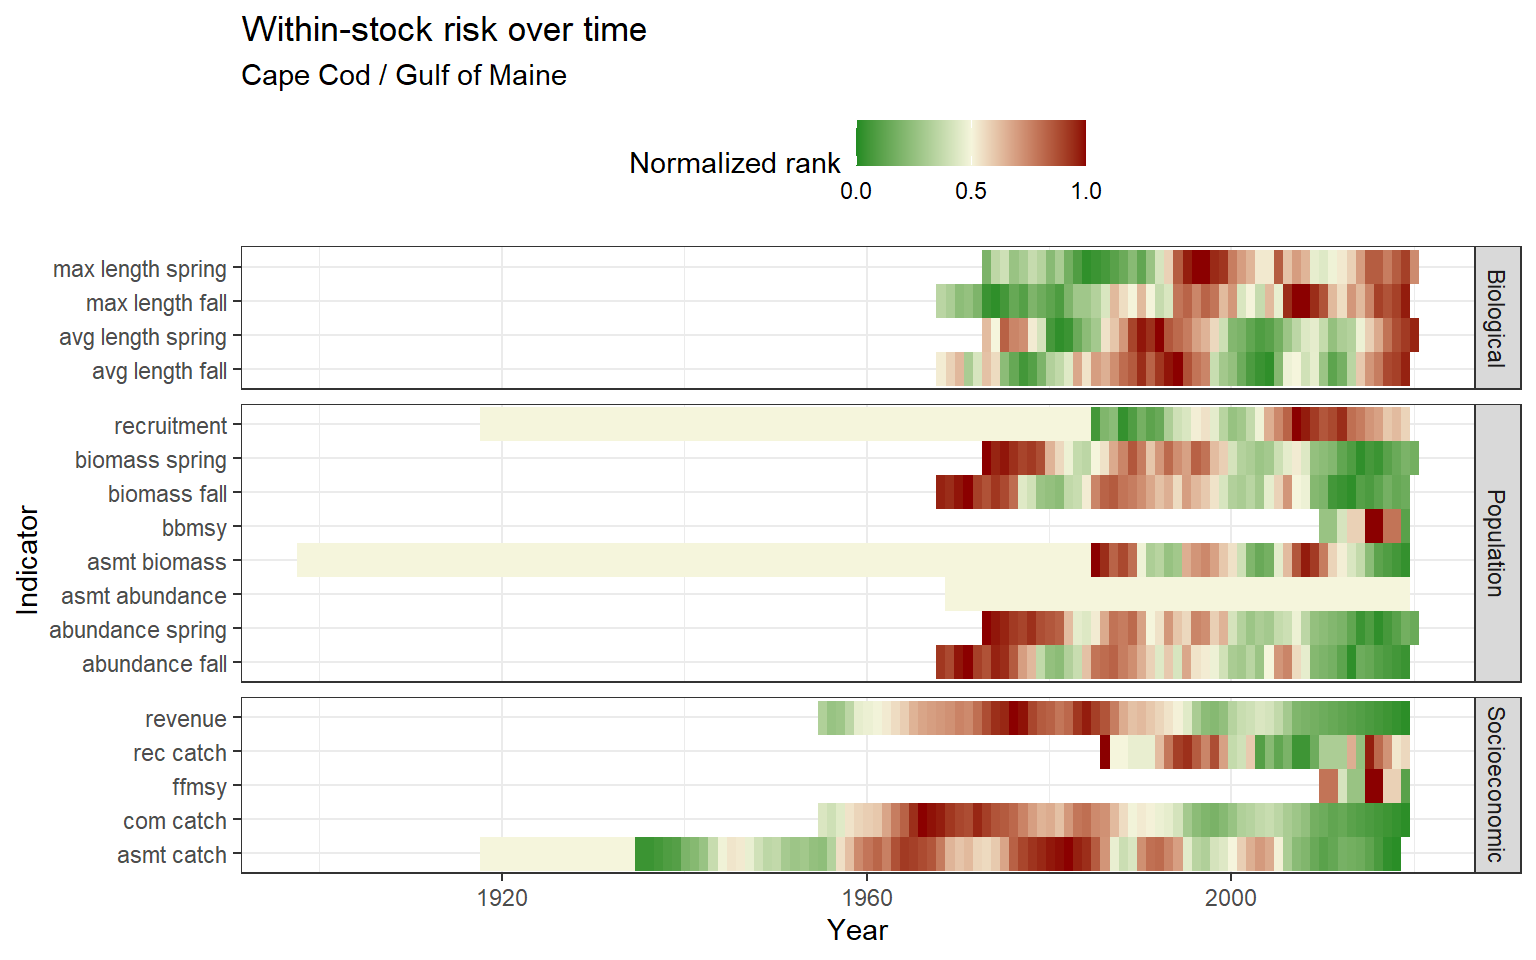 Within-stock risk over time
Cape Cod / Gulf of Maine
Normalized rank
0.0 0.5 1.0
max length spring
max length fall
avg length spring
avg length fall
Biological
recruitment
biomass spring
biomass fall
bbmsy
asmt biomass
asmt abundance
abundance spring
abundance fall
Population
revenue
rec catch
ffmsy
com catch
asmt catch
Socioeconomic
Indicator
1920 1960 2000
Year